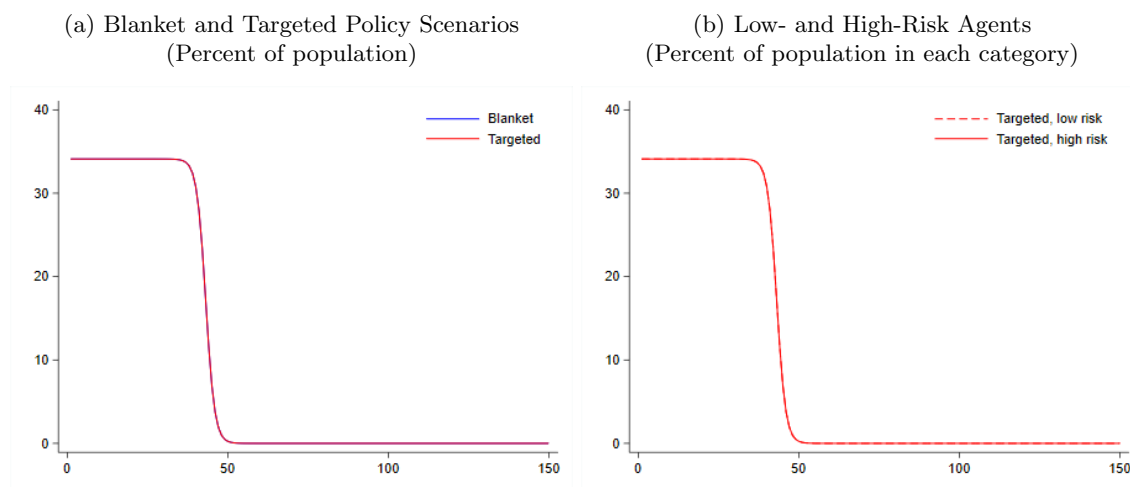 (a) Blanket and Targeted Policy Scenarios
(Percent of population)
40
30
20
10
0
0
50
100
150
Blanket
Targeted
(b) Low- and High-Risk Agents
(Percent of population in each category)
40
30
20
10
0
0
50
100
150
Targeted, low risk
Targeted, high risk